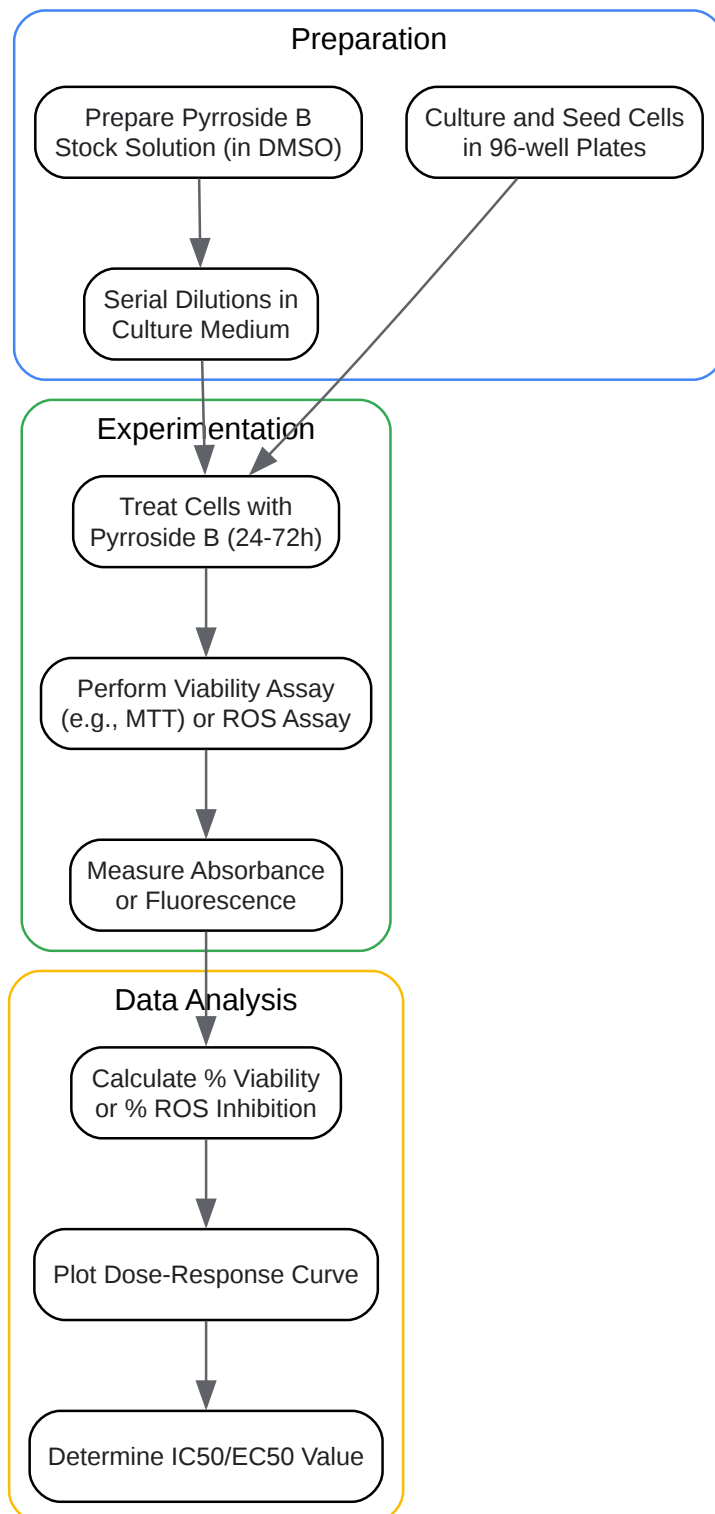 Preparation
Prepare Pyrroside B
Stock Solution (in DMSO)
Culture and Seed Cells
in 96-well Plates
Serial Dilutions in
Culture Medium
Experimentation
Treat Cells with
Pyrroside B (24-72h)
Perform Viability Assay
(e.g., MTT) or ROS Assay
Measure Absorbance
or Fluorescence
Data Analysis
Calculate % Viability
or % ROS Inhibition
Plot Dose-Response Curve
Determine IC50/EC50 Value